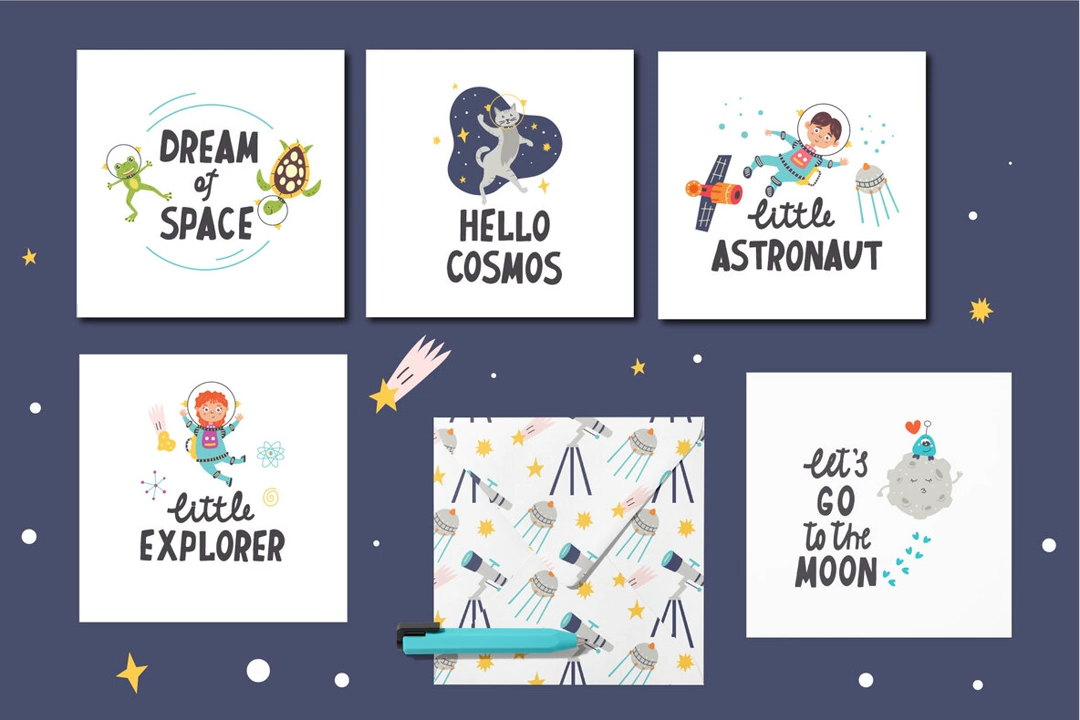 DREAM
of
SPACE
HELLO
COSMOS
little
ASTRONAUT
little
EXPLORER
let's
GO
to the
MOON